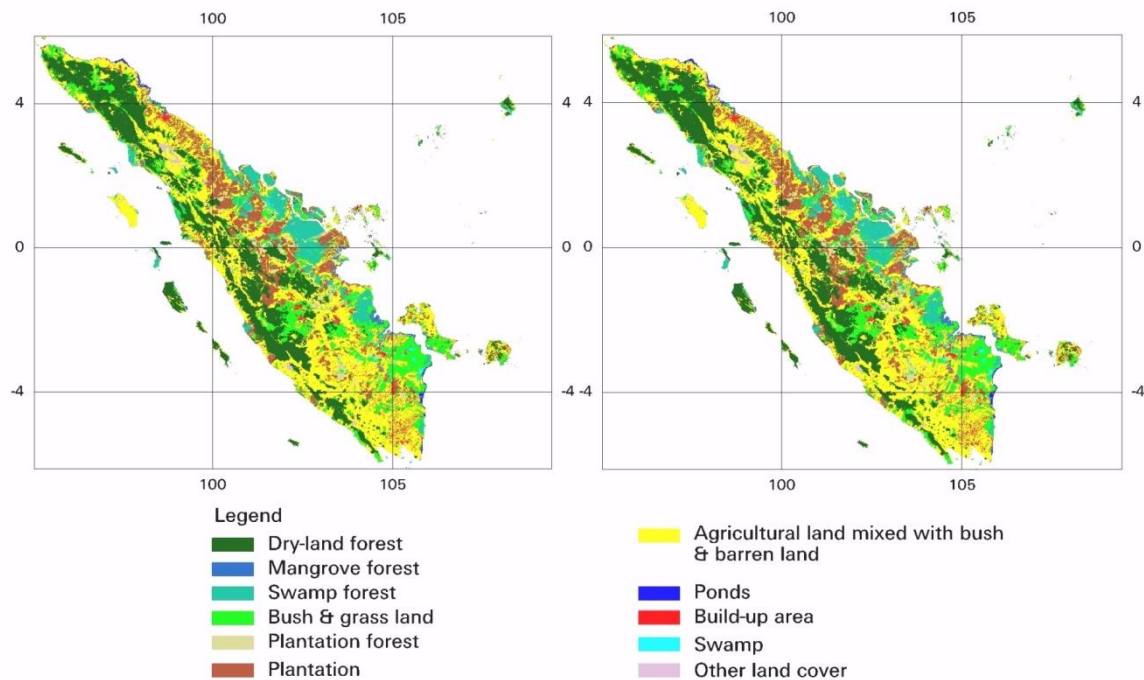 100 105
100 105
4 4 4
4
0 0 0
0
-4 -4 -4
-4
100 105
100 105
Legend
Dry-land forest
Mangrove forest
Swamp forest
Bush & grass land
Plantation forest
Plantation
Agricultural land mixed with bush
& barren land
Ponds
Build-up area
Swamp
Other land cover